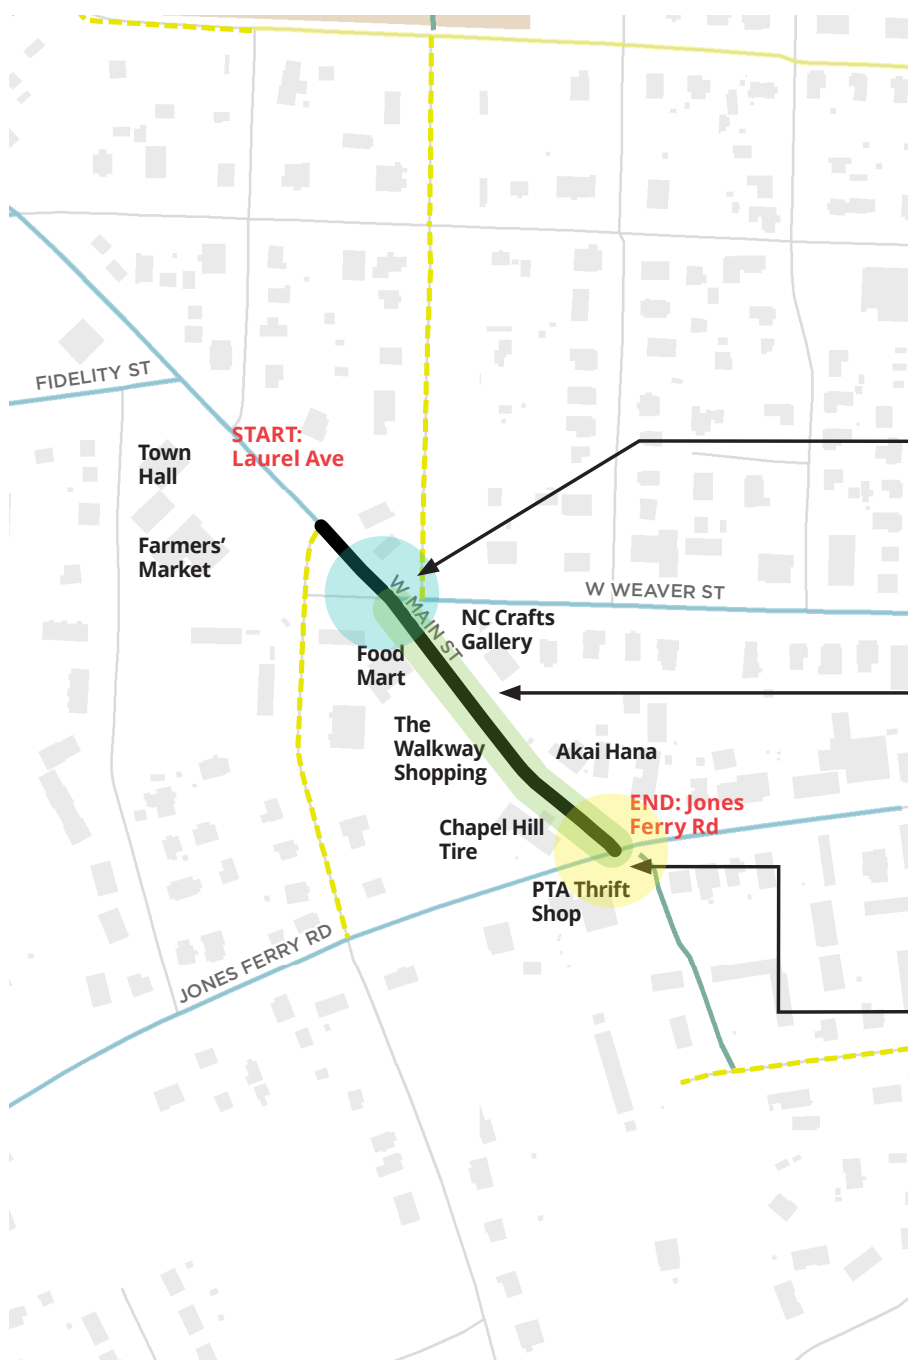 FIDELITY ST
START:
Laurel Ave
Town
Hall
Farmers’
Market
W WEAVER ST
W MAIN ST
NC Crafts
Gallery
Food
Mart
The
Walkway
Shopping
Akai Hana
END: Jones
Ferry Rd
Chapel Hill
Tire
PTA Thrift
Shop
JONES FERRY RD